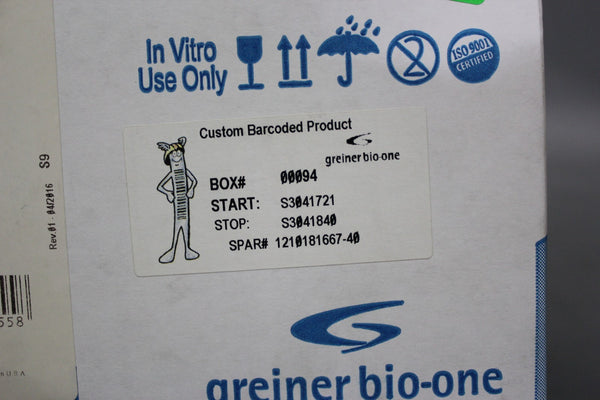 In Vitro
Use Only
2
ISO 9001
CERTIFIED
Custom Barcoded Product
greiner bio-one
BOX# 00094
START: S3041721
STOP: S3041840
SPAR# 1210181667-40
greiner bio-one
Rev.01 - 04/2016 S9
558